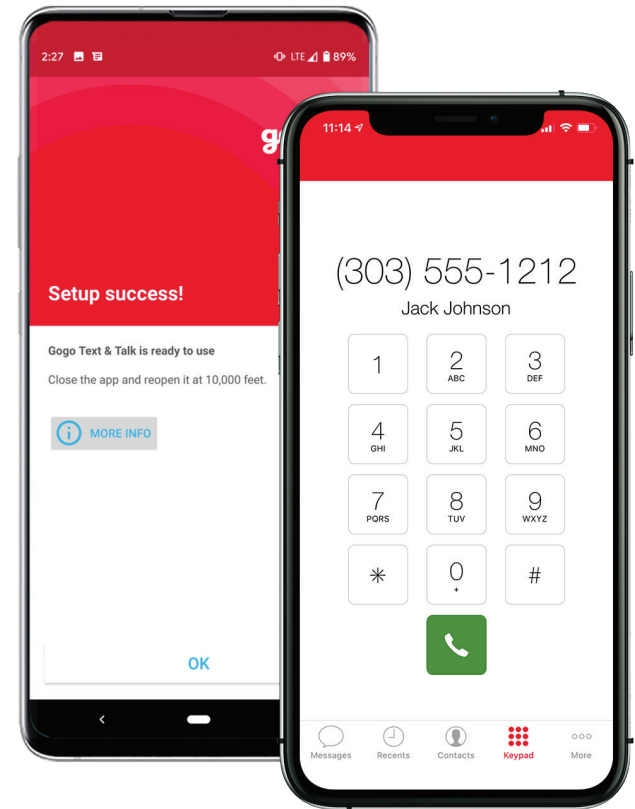 2:27
LTE 89%
Setup success!
Gogo Text & Talk is ready to use
Close the app and reopen it at 10,000 feet.
i MORE INFO
OK
11:14
(303) 555-1212
Jack Johnson
1 2 3
ABC DEF
4 5 6
GHI JKL MNO
7 8 9
PQRS TUV WXYZ
* 0 #
+
Messages Recents Contacts Keypad More